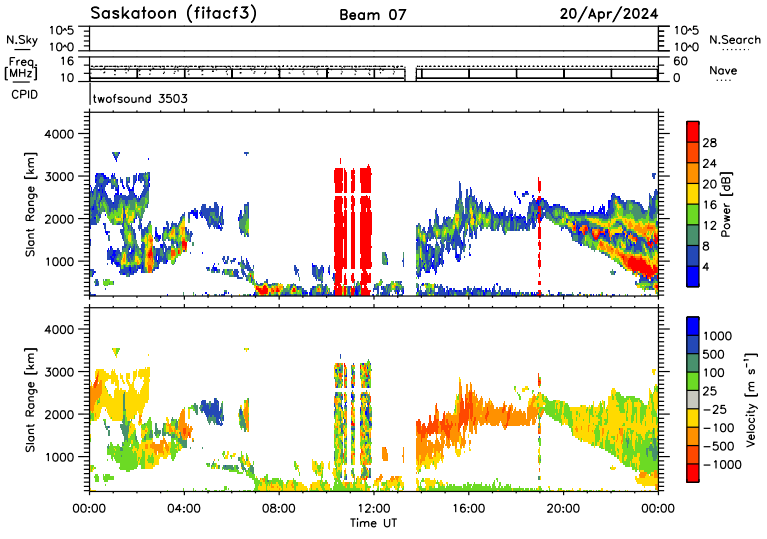 Saskatoon (fitacf3) Beam 07 20/Apr/2024
N.Sky 10^5 10^0 10^5 10^0 N.Search
Freq. [MHz] 16 10 60 0 Nave
CPID twofsound 3503
Slant Range [km] 4000 3000 2000 1000
Power [dB] 28 24 20 16 12 8 4
Slant Range [km] 4000 3000 2000 1000
Velocity [m s⁻¹] 1000 500 100 25 −25 −100 −500 −1000
00:00 04:00 08:00 12:00 16:00 20:00 00:00
Time UT